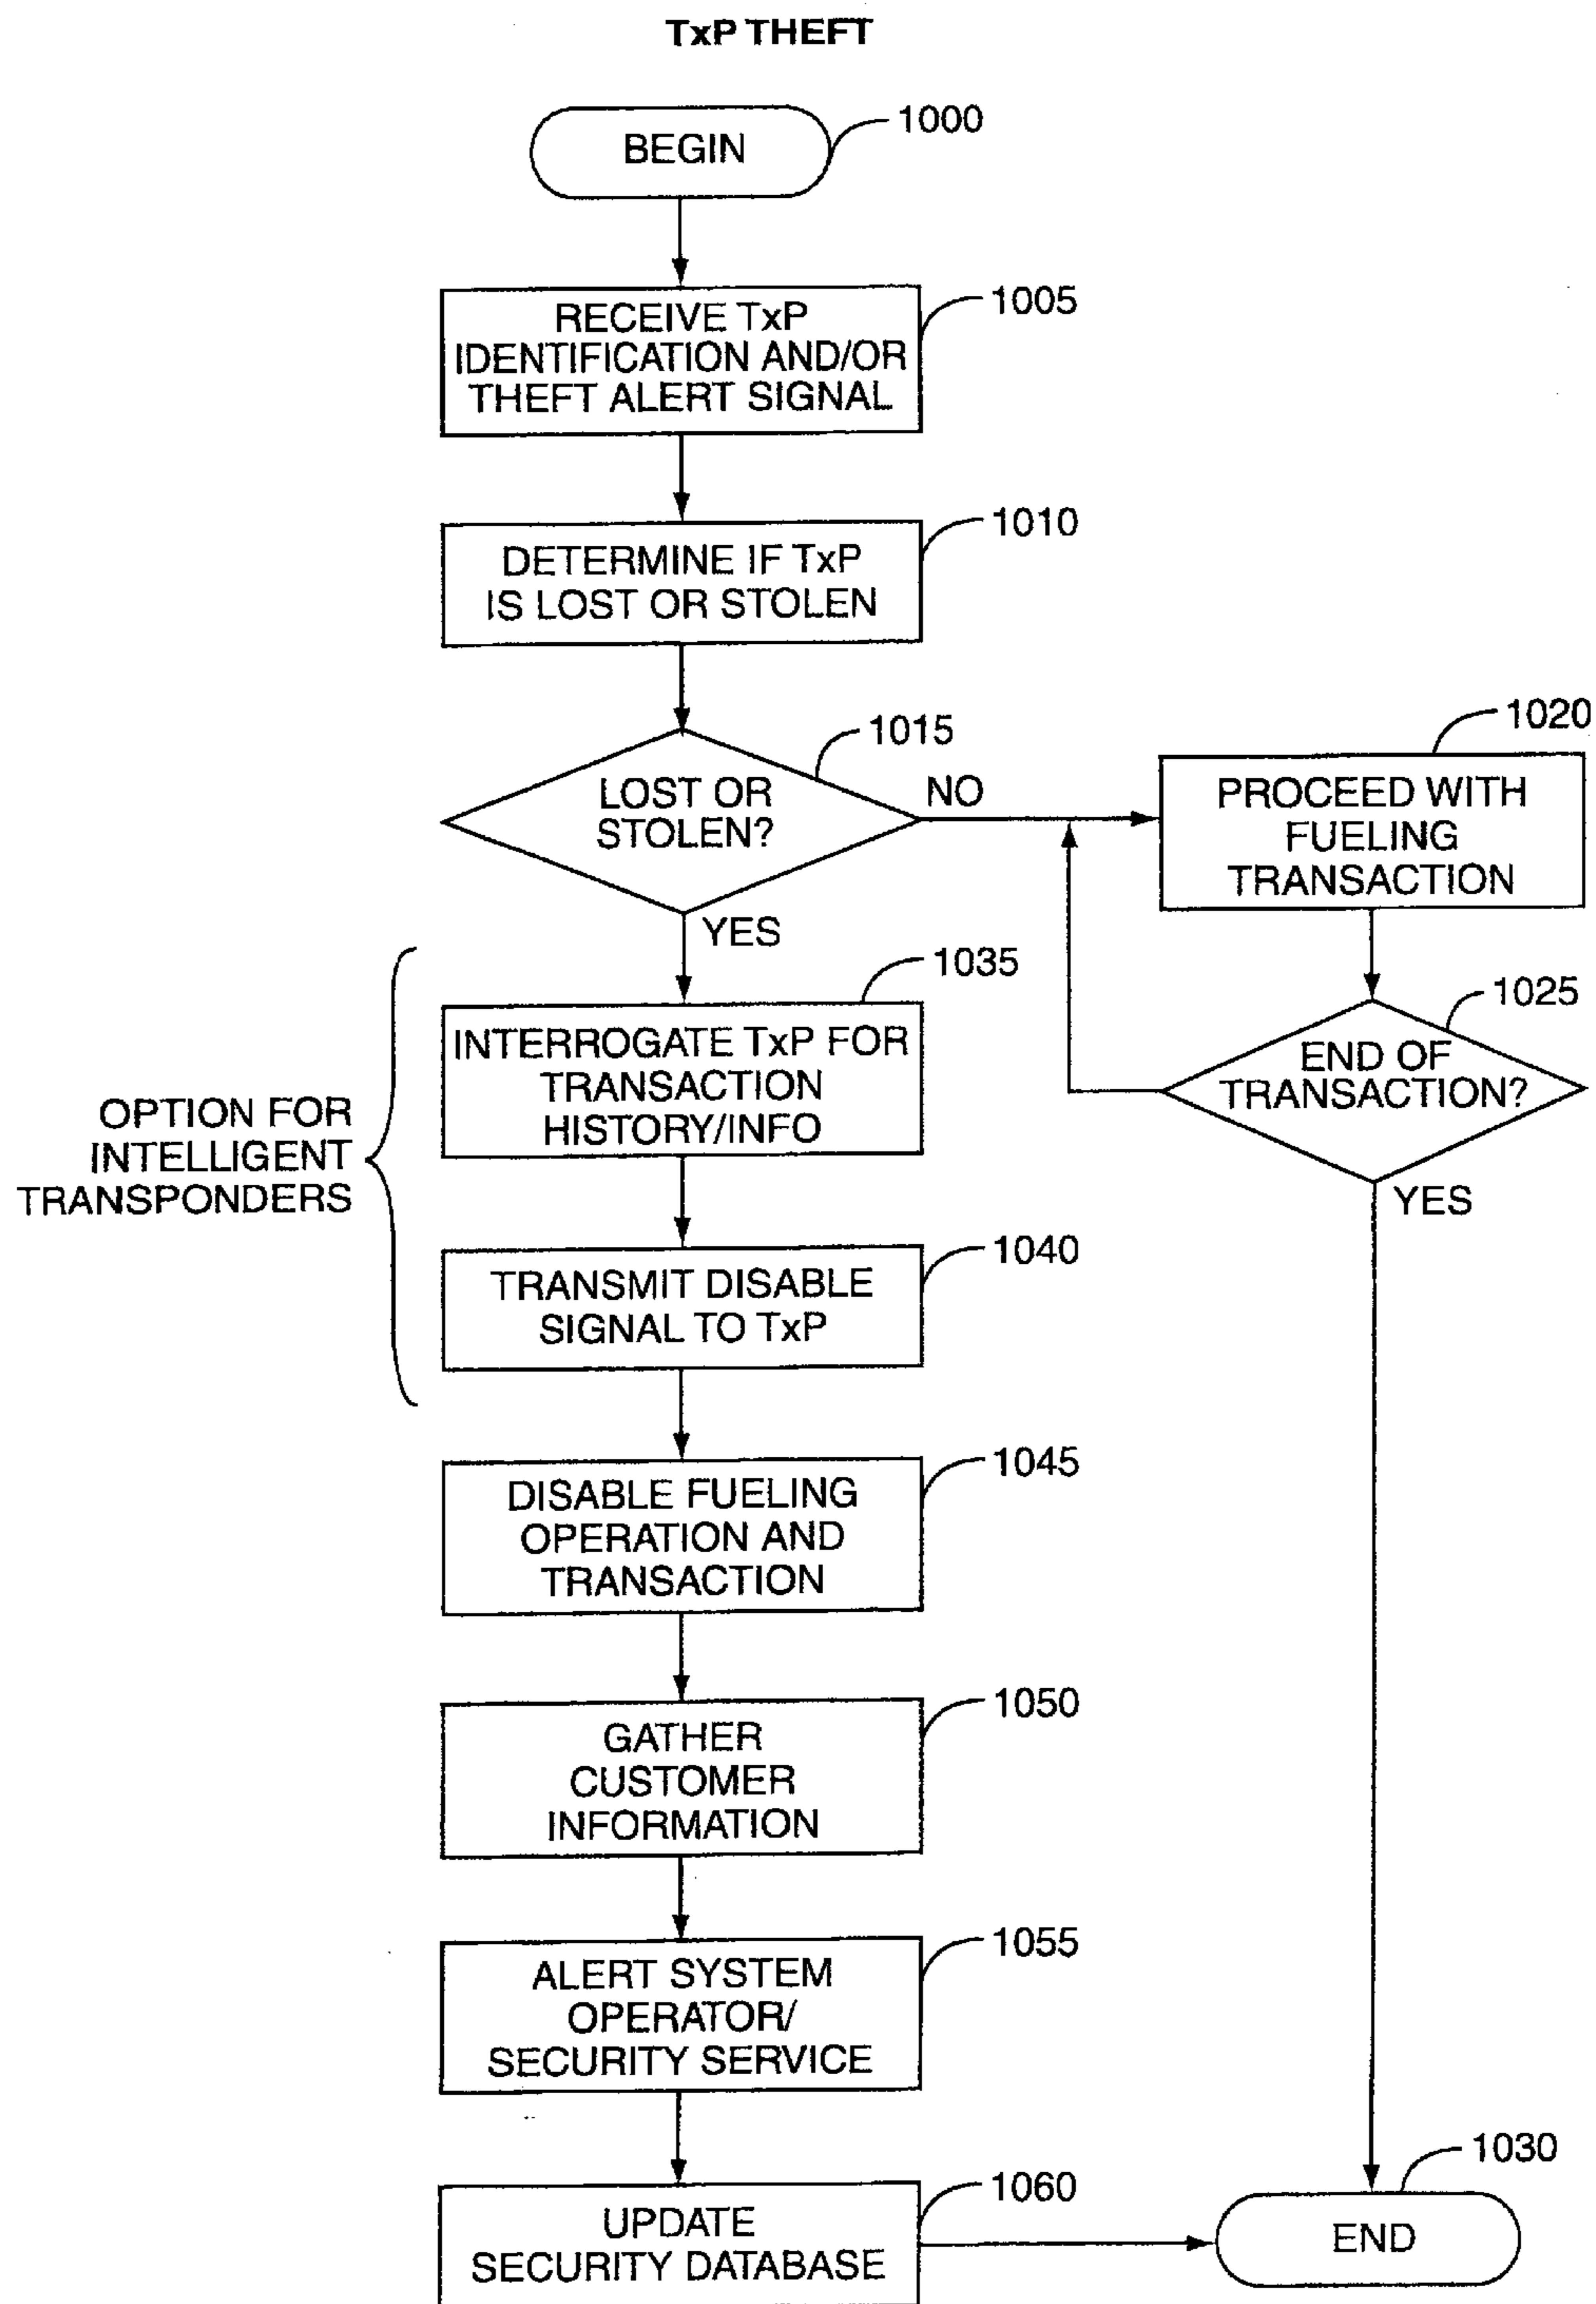 TxP THEFT
BEGIN
1000
RECEIVE TxP
IDENTIFICATION AND/OR
THEFT ALERT SIGNAL
1005
DETERMINE IF TxP
IS LOST OR STOLEN
1010
LOST OR
STOLEN?
1015
NO
YES
1020
PROCEED WITH
FUELING
TRANSACTION
1025
END OF
TRANSACTION?
YES
OPTION FOR
INTELLIGENT
TRANSPONDERS
1035
INTERROGATE TxP FOR
TRANSACTION
HISTORY/INFO
1040
TRANSMIT DISABLE
SIGNAL TO TxP
1045
DISABLE FUELING
OPERATION AND
TRANSACTION
1050
GATHER
CUSTOMER
INFORMATION
1055
ALERT SYSTEM
OPERATOR/
SECURITY SERVICE
1060
UPDATE
SECURITY DATABASE
1030
END